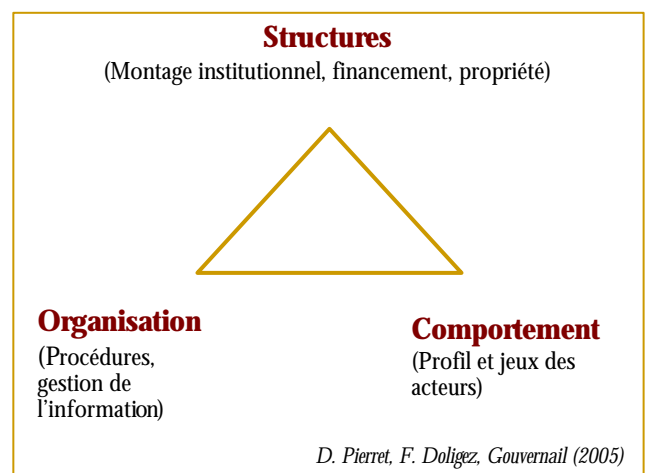 Structures
(Montage institutionnel, financement, propriété)
Organisation
(Procédures,
gestion de
l'information)
Comportement
(Profil et jeux des
acteurs)
D. Pierret, F. Doligez, Gouvernail (2005)